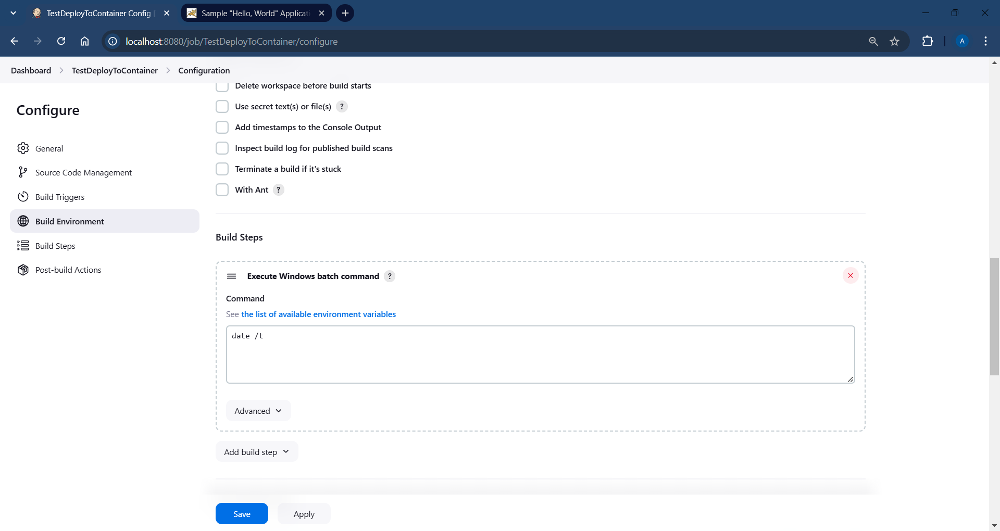 TestDeployToContainer Config [
Sample "Hello, World" Applicati
localhost:8080/job/TestDeployToContainer/configure
A
Dashboard
TestDeployToContainer
Configuration
Configure
General
Source Code Management
Build Triggers
Build Environment
Build Steps
Post-build Actions
Delete workspace before build starts
Use secret text(s) or file(s) ?
Add timestamps to the Console Output
Inspect build log for published build scans
Terminate a build if it's stuck
With Ant ?
Build Steps
Execute Windows batch command ?
Command
See the list of available environment variables
date /t
Advanced
Add build step
Save
Apply